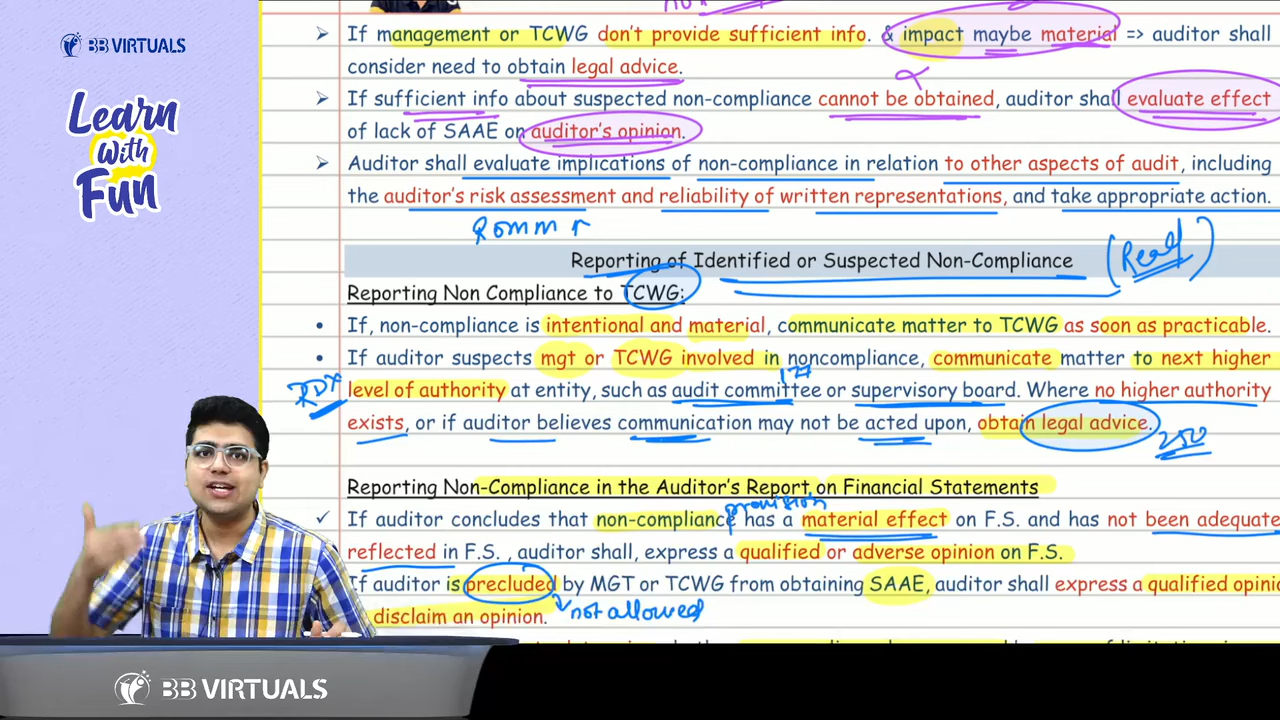 BB VIRTUALS
Learn
With
Fun
If management or TCWG don't provide sufficient info. & impact maybe material => auditor shall
consider need to obtain legal advice.
If sufficient info about suspected non-compliance cannot be obtained, auditor shall evaluate effect
of lack of SAAE on auditor's opinion.
Auditor shall evaluate implications of non-compliance in relation to other aspects of audit, including
the auditor's risk assessment and reliability of written representations, and take appropriate action.
Romm ↑
Reporting of Identified or Suspected Non-Compliance (Read)
Reporting Non Compliance to TCWG:
If, non-compliance is intentional and material, communicate matter to TCWG as soon as practicable.
If auditor suspects mgt or TCWG involved in noncompliance, communicate matter to next higher
177
RDX level of authority at entity, such as audit committee or supervisory board. Where no higher authority
exists, or if auditor believes communication may not be acted upon, obtain legal advice.
250
Reporting Non-Compliance in the Auditor's Report on Financial Statements
provision
If auditor concludes that non-compliance has a material effect on F.S. and has not been adequate
reflected in F.S. , auditor shall, express a qualified or adverse opinion on F.S.
If auditor is precluded by MGT or TCWG from obtaining SAAE, auditor shall express a qualified opinio
disclaim an opinion. not allowed
BB VIRTUALS